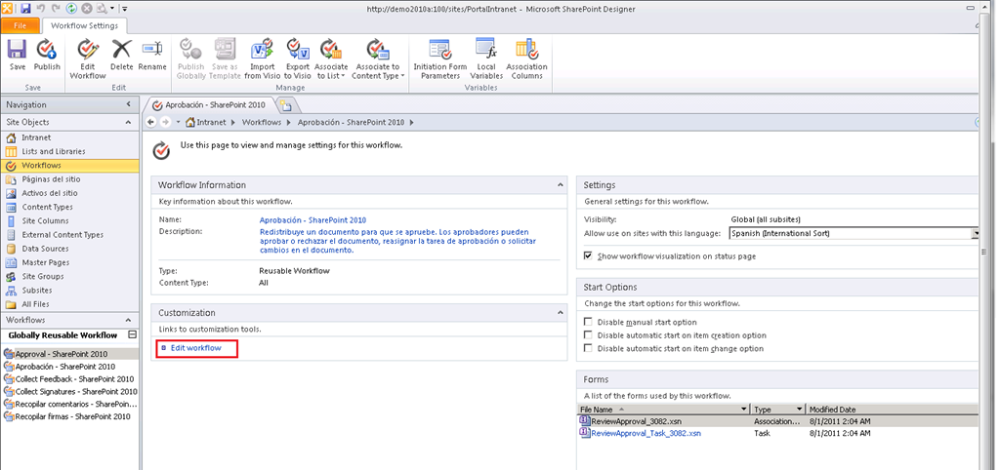 http://demo2010a:100/sites/PortalIntranet - Microsoft SharePoint Designer
File
Workflow Settings
Save
Publish
Edit Workflow
Delete
Rename
Publish Globally
Save as Template
Import from Visio
Export to Visio
Associate to List
Associate to Content Type
Initiation Form Parameters
Local Variables
Association Columns
Save
Edit
Manage
Variables
Navigation
Site Objects
Intranet
Lists and Libraries
Workflows
Páginas del sitio
Activos del sitio
Content Types
Site Columns
External Content Types
Data Sources
Master Pages
Site Groups
Subsites
All Files
Workflows
Globally Reusable Workflow
Approval - SharePoint 2010
Aprobación - SharePoint 2010
Collect Feedback - SharePoint 2010
Collect Signatures - SharePoint 2010
Recopilar comentarios - SharePoin...
Recopilar firmas - SharePoint 2010
Aprobación - SharePoint 2010
Intranet
Workflows
Aprobación - SharePoint 2010
Use this page to view and manage settings for this workflow.
Workflow Information
Key information about this workflow.
Name: Aprobación - SharePoint 2010
Description: Redistribuye un documento para que se apruebe. Los aprobadores pueden
aprobar o rechazar el documento, reasignar la tarea de aprobación o solicitar
cambios en el documento.
Type: Reusable Workflow
Content Type: All
Customization
Links to customization tools.
Edit workflow
Settings
General settings for this workflow.
Visibility: Global (all subsites)
Allow use on sites with this language: Spanish (International Sort)
Show workflow visualization on status page
Start Options
Change the start options for this workflow.
Disable manual start option
Disable automatic start on item creation option
Disable automatic start on item change option
Forms
A list of the forms used by this workflow.
File Name Type Modified Date
ReviewApproval_3082.xsn Association... 8/1/2011 2:04 AM
ReviewApproval_Task_3082.xsn Task 8/1/2011 2:04 AM